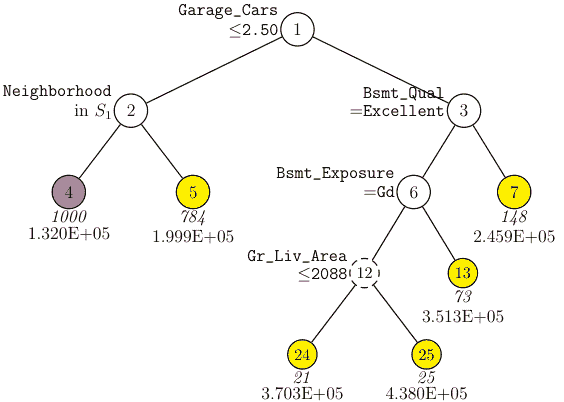 Garage_Cars
≤2.50
1
Neighborhood
in S1
2
Bsmt_Qual
=Excellent
3
4
1000
1.320E+05
5
784
1.999E+05
Bsmt_Exposure
=Gd
6
7
148
2.459E+05
Gr_Liv_Area
≤2088
12
13
73
3.513E+05
24
21
3.703E+05
25
25
4.380E+05